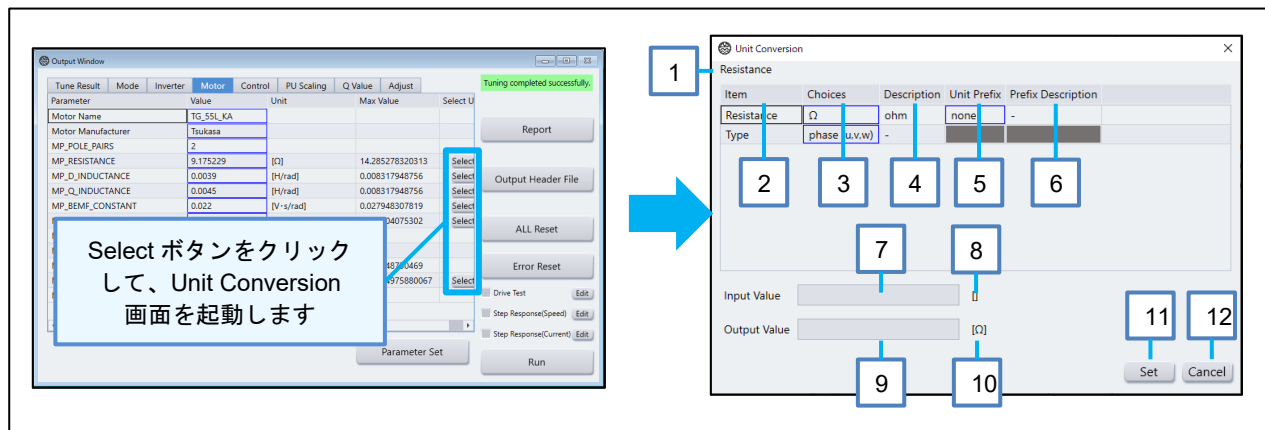 Output Window
Tune Result Mode Inverter Motor Control PU Scaling Q Value Adjust
Parameter Value Unit Max Value Select U
Motor Name TG_55L_KA
Motor Manufacturer Tsukasa
MP_POLE_PAIRS 2
MP_RESISTANCE 9.175229 [Ω] 14.285278320313 Select
MP_D_INDUCTANCE 0.0039 [H/rad] 0.008317948756 Select
MP_Q_INDUCTANCE 0.0045 [H/rad] 0.008317948756 Select
MP_BEMF_CONSTANT 0.022 [V·s/rad] 0.027948307819 Select
04075302 Select
975880067 Select
Select ボタンをクリック
して、Unit Conversion
画面を起動します
Tuning completed successfully.
Report
Output Header File
ALL Reset
Error Reset
Drive Test Edit
Step Response(Speed) Edit
Step Response(Current) Edit
Parameter Set
Run
Unit Conversion
1
Resistance
Item Choices Description Unit Prefix Prefix Description
Resistance Ω ohm none -
Type phase (u.v.w) -
2 3 4 5 6
7 8
Input Value []
Output Value [Ω]
9 10
11 12
Set Cancel